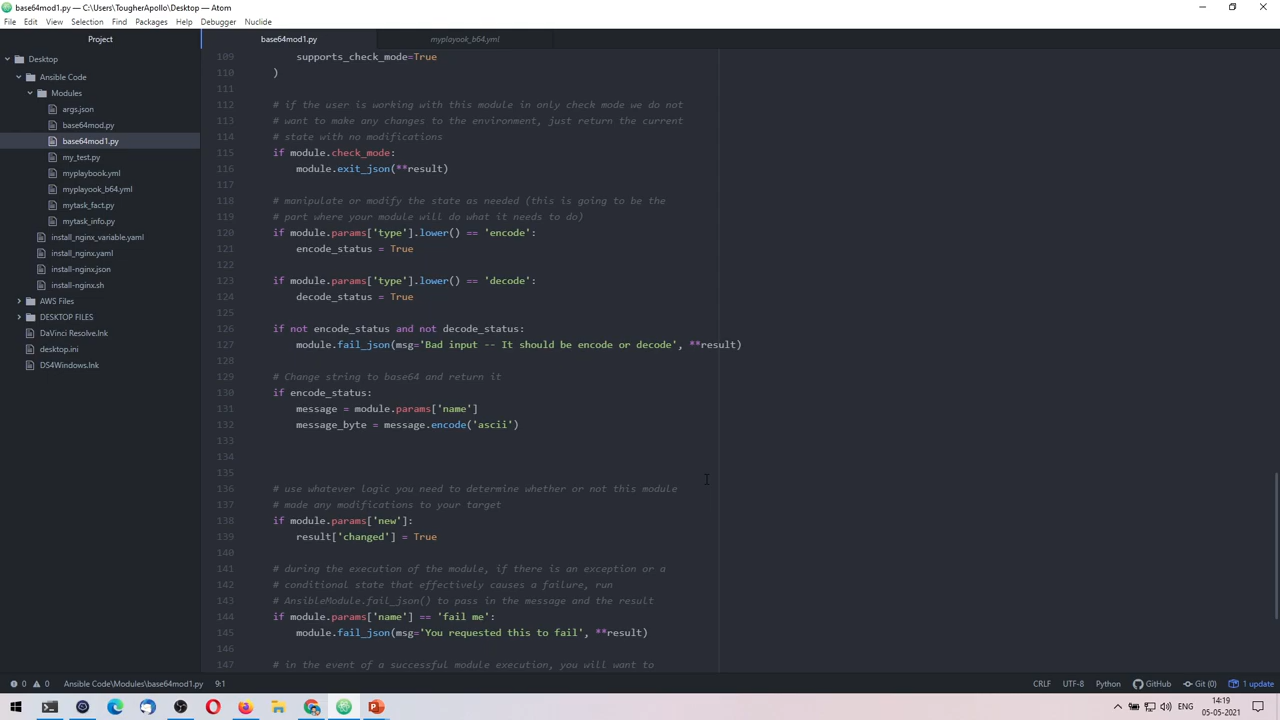 base64mod1.py — C:\Users\TougherApollo\Desktop — Atom
File Edit View Selection Find Packages Help Debugger Nuclide
Project
base64mod1.py
myplayook_b64.yml
Desktop
Ansible Code
Modules
args.json
base64mod.py
base64mod1.py
my_test.py
myplaybook.yml
myplayook_b64.yml
mytask_fact.py
mytask_info.py
install_nginx_variable.yaml
install_nginx.yaml
install-nginx.json
install-nginx.sh
AWS Files
DESKTOP FILES
DaVinci Resolve.lnk
desktop.ini
DS4Windows.lnk
109 supports_check_mode=True
110 )
111
112 # if the user is working with this module in only check mode we do not
113 # want to make any changes to the environment, just return the current
114 # state with no modifications
115 if module.check_mode:
116 module.exit_json(**result)
117
118 # manipulate or modify the state as needed (this is going to be the
119 # part where your module will do what it needs to do)
120 if module.params['type'].lower() == 'encode':
121 encode_status = True
122
123 if module.params['type'].lower() == 'decode':
124 decode_status = True
125
126 if not encode_status and not decode_status:
127 module.fail_json(msg='Bad input -- It should be encode or decode', **result)
128
129 # Change string to base64 and return it
130 if encode_status:
131 message = module.params['name']
132 message_byte = message.encode('ascii')
133
134
135
136 # use whatever logic you need to determine whether or not this module
137 # made any modifications to your target
138 if module.params['new']:
139 result['changed'] = True
140
141 # during the execution of the module, if there is an exception or a
142 # conditional state that effectively causes a failure, run
143 # AnsibleModule.fail_json() to pass in the message and the result
144 if module.params['name'] == 'fail me':
145 module.fail_json(msg='You requested this to fail', **result)
146
147 # in the event of a successful module execution, you will want to
0 0 Ansible Code\Modules\base64mod1.py 9:1
CRLF UTF-8 Python GitHub Git (0) 1 update
ENG
14:19
05-05-2021